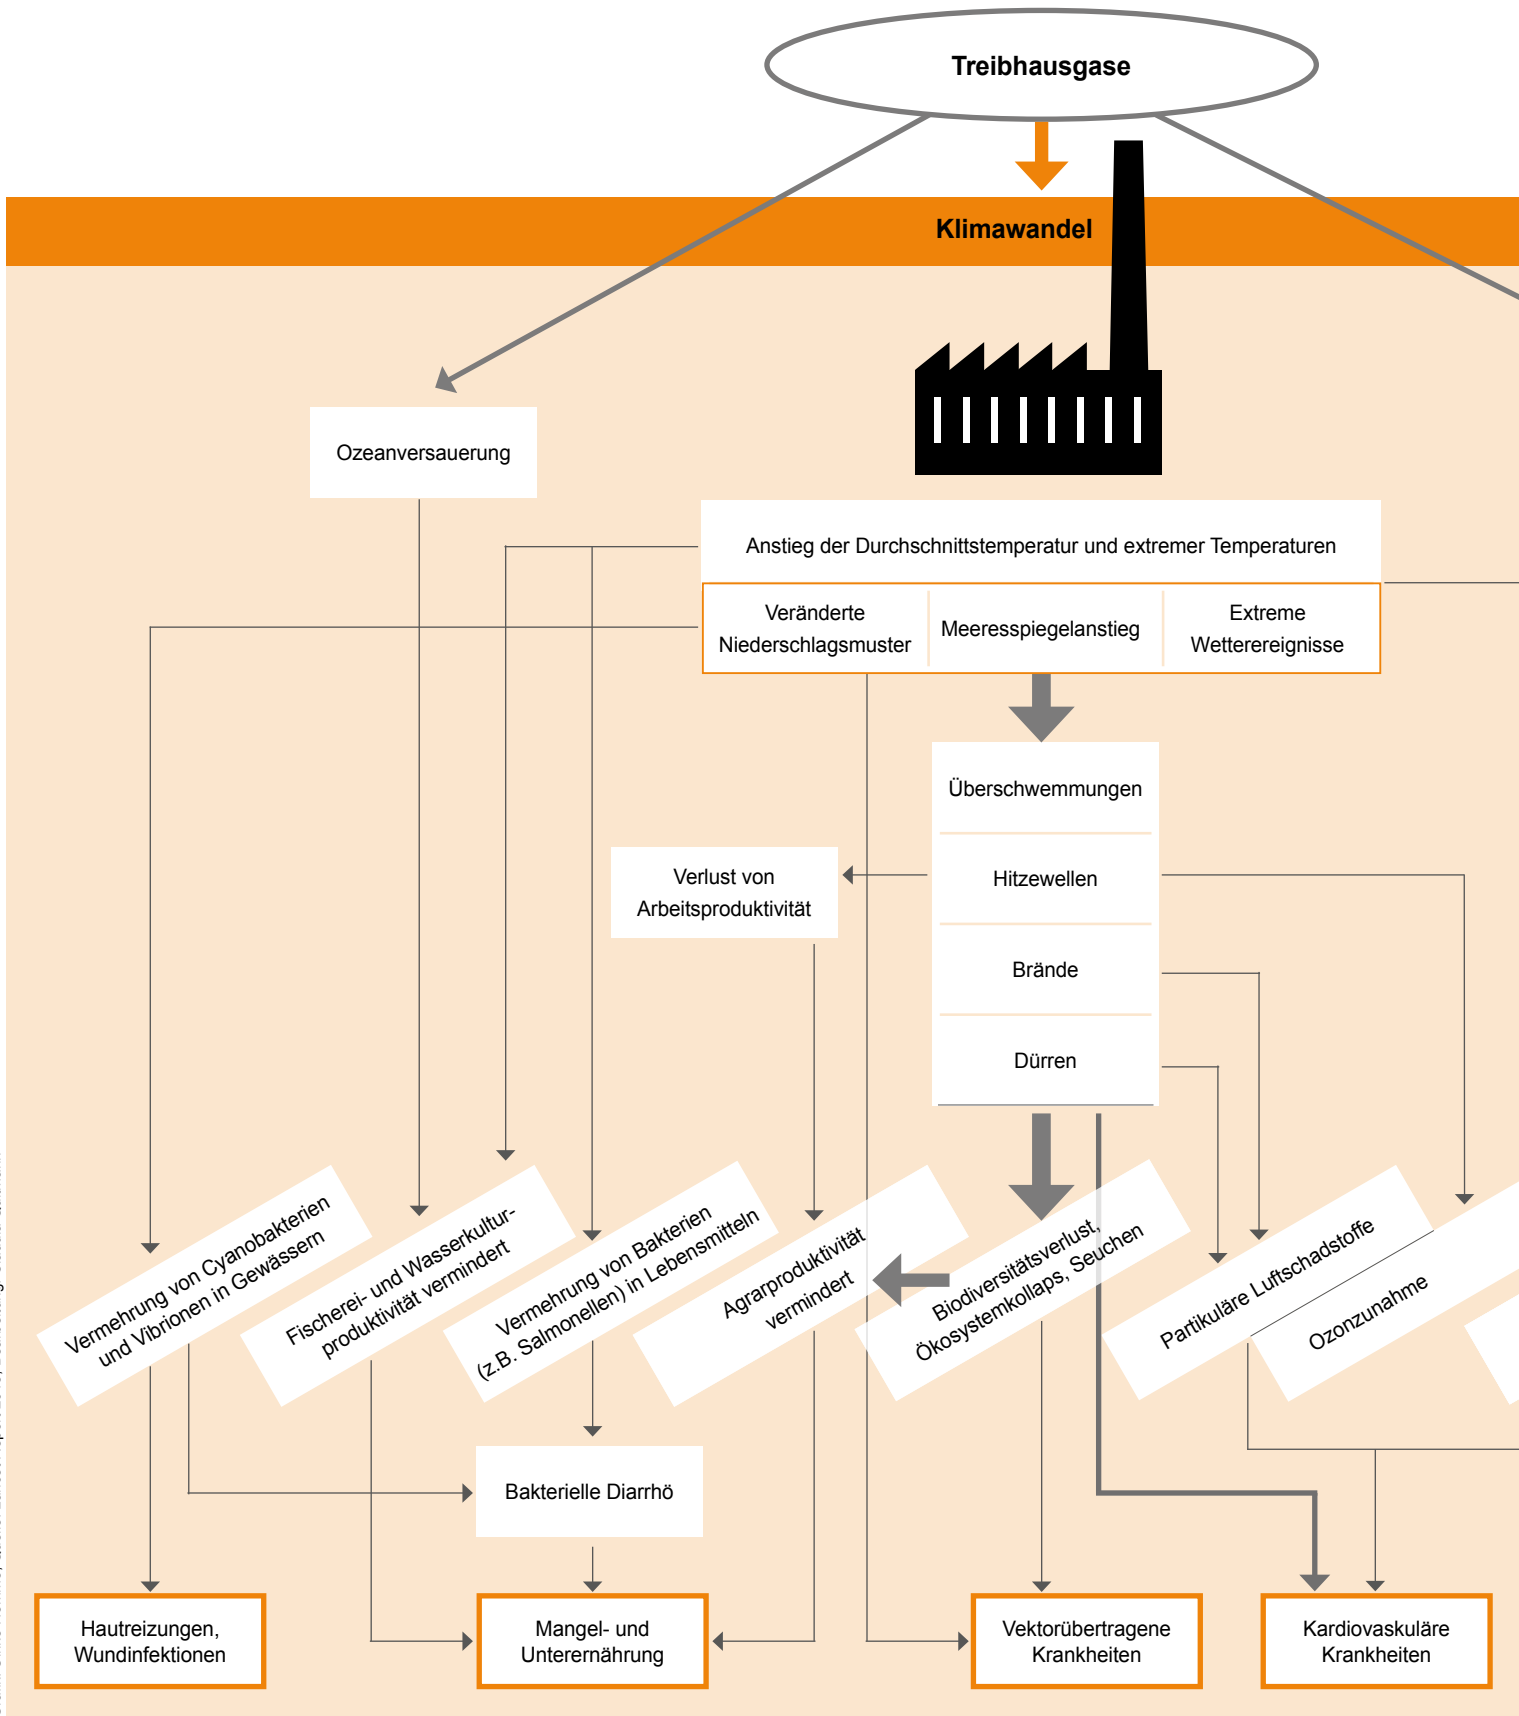 Treibhausgase
Klimawandel
Ozeanversauerung
Anstieg der Durchschnittstemperatur und extremer Temperaturen
Veränderte
Niederschlagsmuster
Meeresspiegelanstieg
Extreme
Wetterereignisse
Überschwemmungen
Verlust von
Arbeitsproduktivität
Hitzewellen
Brände
Dürren
Vermehrung von Cyanobakterien
und Vibrionen in Gewässern
Fischerei- und Wasserkultur-
produktivität vermindert
Vermehrung von Bakterien
(z.B. Salmonellen) in Lebensmitteln
Agrarproduktivität
vermindert
Biodiversitätsverlust,
Ökosystemkollaps, Seuchen
Partikuläre Luftschadstoffe
Ozonzunahme
Bakterielle Diarrhö
Hautreizungen,
Wundinfektionen
Mangel- und
Unterernährung
Vektorübertragene
Krankheiten
Kardiovaskuläre
Krankheiten